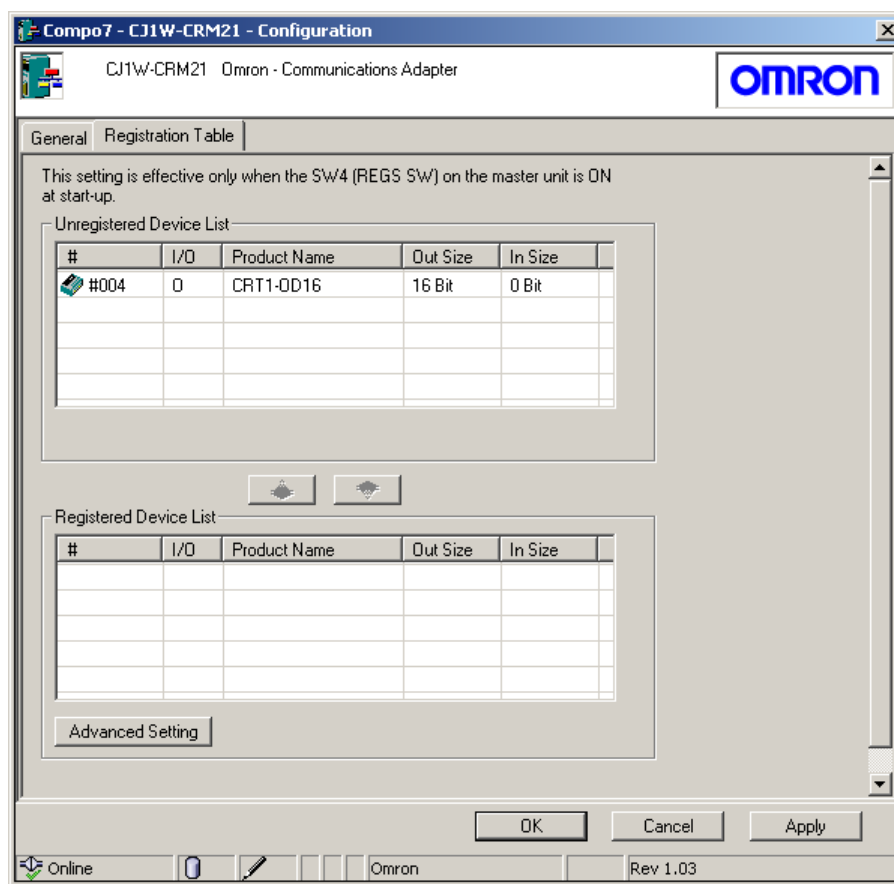 Compo7 - CJ1W-CRM21 - Configuration
CJ1W-CRM21 Omron - Communications Adapter
OMRON
General Registration Table
This setting is effective only when the SW4 (REGS SW) on the master unit is ON
at start-up.
Unregistered Device List
# I/O Product Name Out Size In Size
#004 O CRT1-OD16 16 Bit 0 Bit
Registered Device List
# I/O Product Name Out Size In Size
Advanced Setting
OK Cancel Apply
Online Omron Rev 1.03